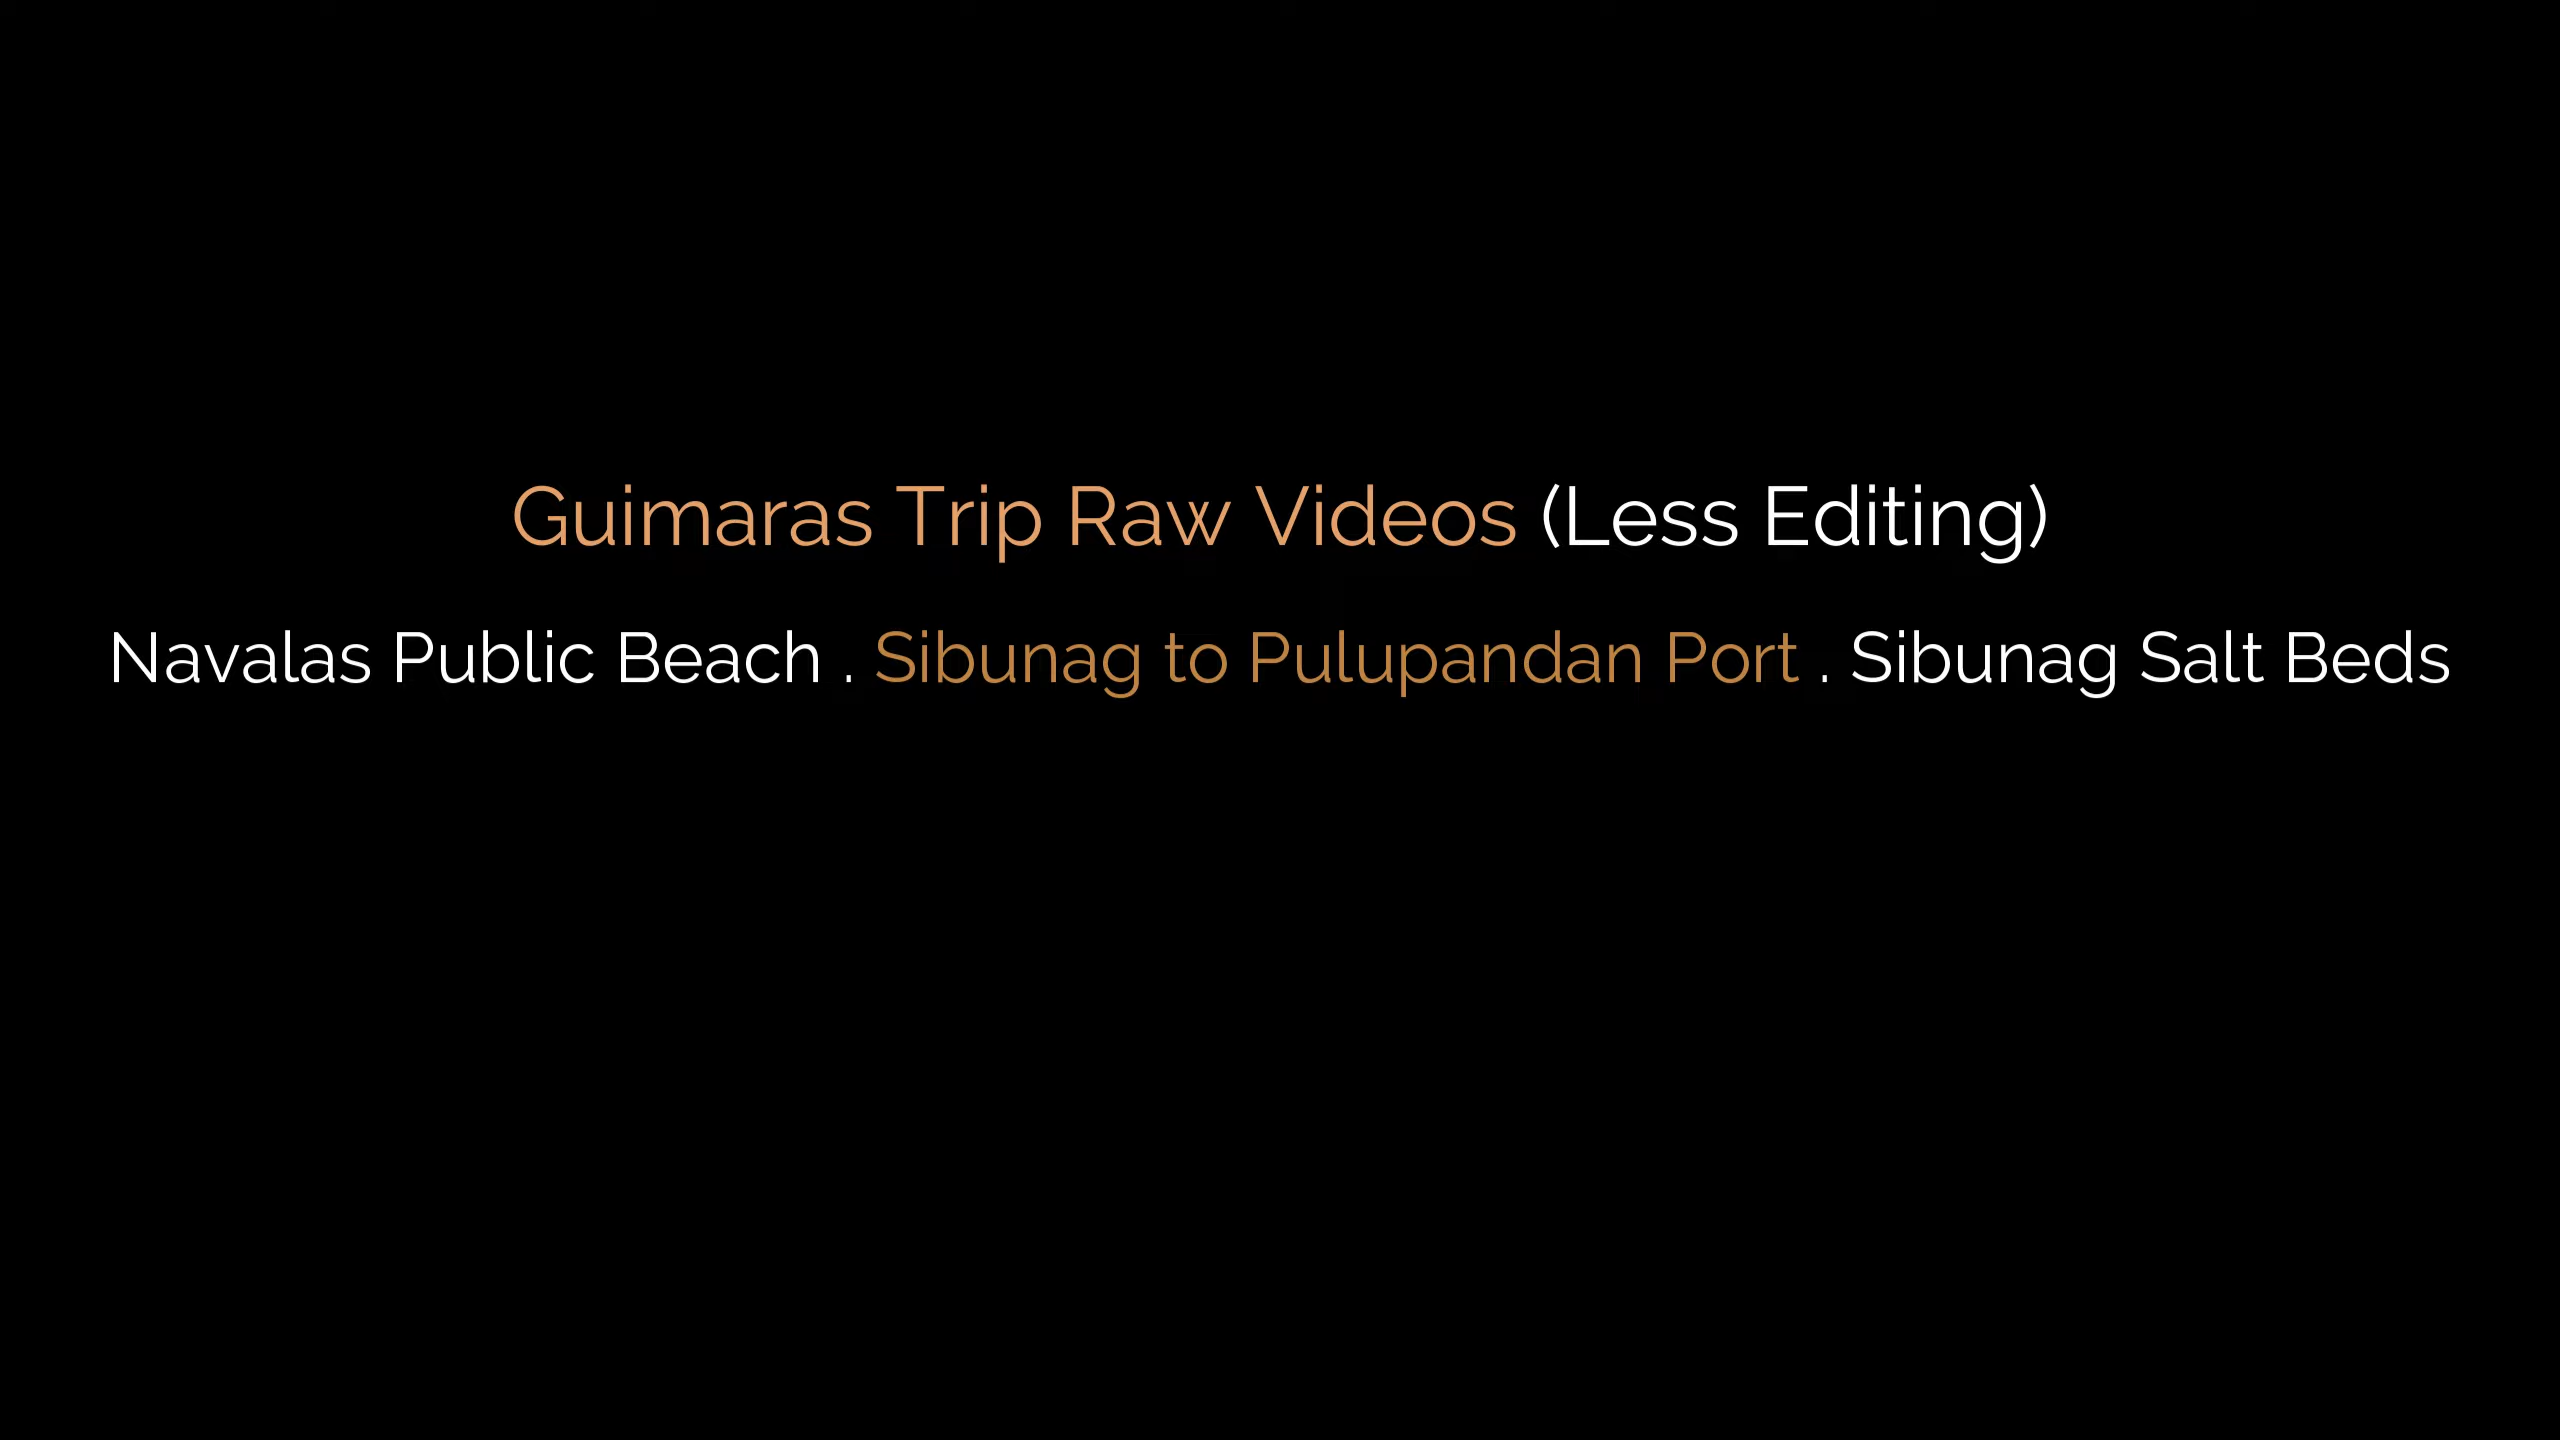 Guimaras Trip Raw Videos (Less Editing)
Navalas Public Beach . Sibunag to Pulupandan Port . Sibunag Salt Beds